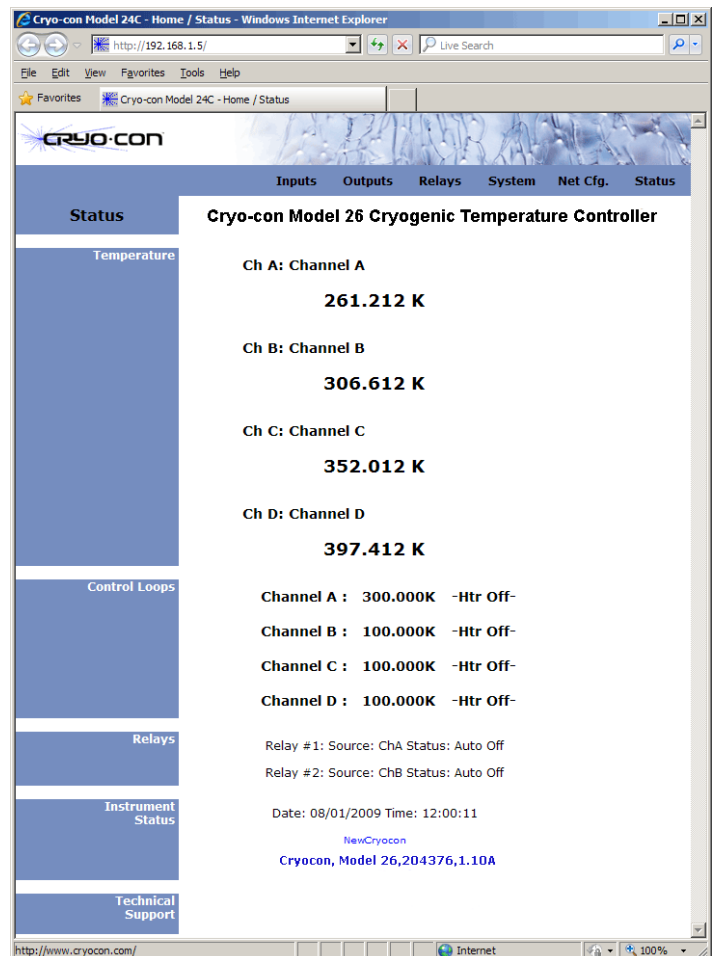 Cryo-con Model 24C - Home / Status - Windows Internet Explorer
http://192.168.1.5/
Live Search
File Edit View Favorites Tools Help
Favorites
Cryo-con Model 24C - Home / Status
CRYO·CON
Inputs Outputs Relays System Net Cfg. Status
Status
Cryo-con Model 26 Cryogenic Temperature Controller
Temperature
Ch A: Channel A
261.212 K
Ch B: Channel B
306.612 K
Ch C: Channel C
352.012 K
Ch D: Channel D
397.412 K
Control Loops
Channel A : 300.000K -Htr Off-
Channel B : 100.000K -Htr Off-
Channel C : 100.000K -Htr Off-
Channel D : 100.000K -Htr Off-
Relays
Relay #1: Source: ChA Status: Auto Off
Relay #2: Source: ChB Status: Auto Off
Instrument
Status
Date: 08/01/2009 Time: 12:00:11
NewCryocon
Cryocon, Model 26,204376,1.10A
Technical
Support
http://www.cryocon.com/
Internet
100%